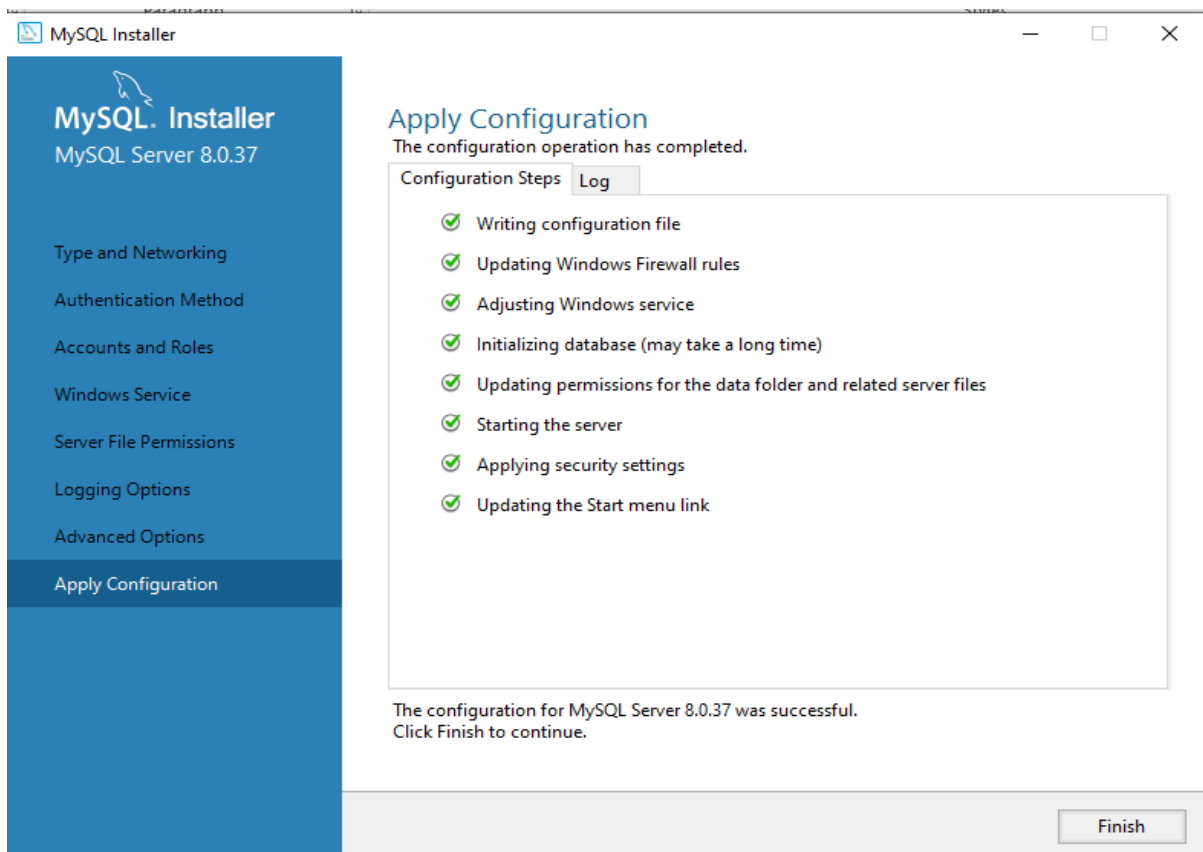 MySQL Installer
MySQL. Installer
MySQL Server 8.0.37
Type and Networking
Authentication Method
Accounts and Roles
Windows Service
Server File Permissions
Logging Options
Advanced Options
Apply Configuration
Apply Configuration
The configuration operation has completed.
Configuration Steps Log
Writing configuration file
Updating Windows Firewall rules
Adjusting Windows service
Initializing database (may take a long time)
Updating permissions for the data folder and related server files
Starting the server
Applying security settings
Updating the Start menu link
The configuration for MySQL Server 8.0.37 was successful.
Click Finish to continue.
Finish